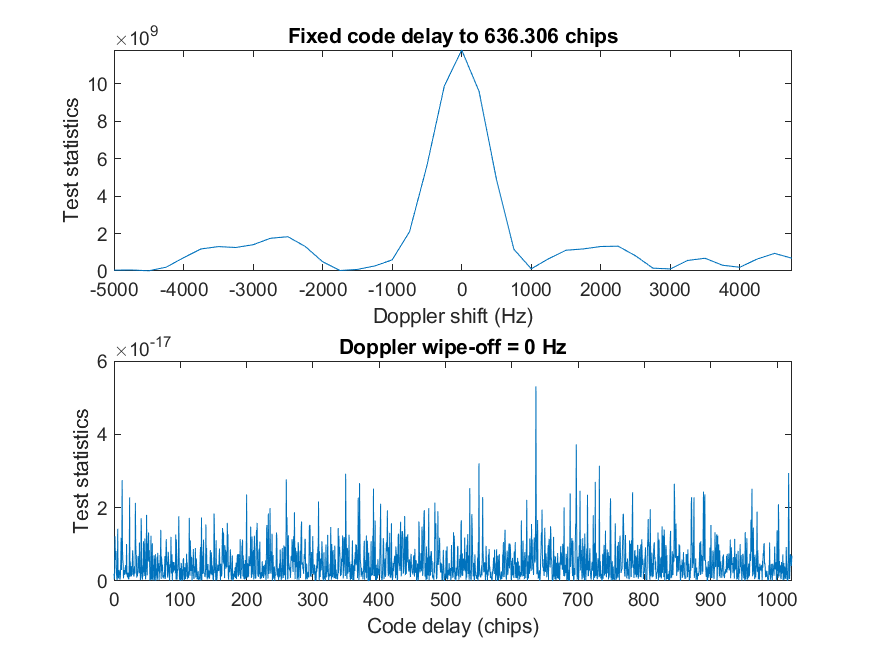 ×10^9
Fixed code delay to 636.306 chips
10
8
6
4
2
0
Test statistics
-5000 -4000 -3000 -2000 -1000 0 1000 2000 3000 4000
Doppler shift (Hz)
×10^-17
Doppler wipe-off = 0 Hz
6
4
2
0
Test statistics
0 100 200 300 400 500 600 700 800 900 1000
Code delay (chips)